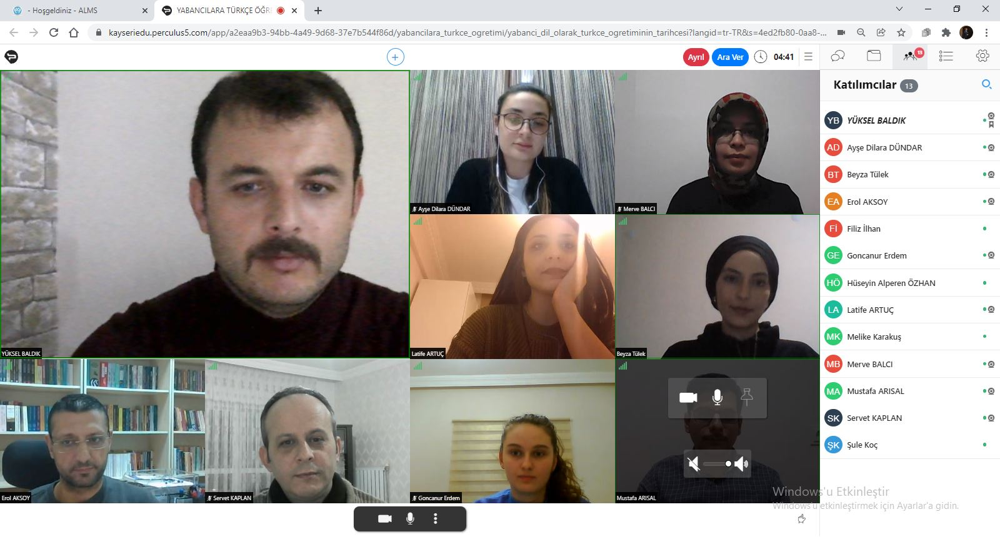 - Hoşgeldiniz - ALMS
YABANCILARA TÜRKÇE ÖĞRE
kayseriedu.perculus5.com/app/a2eaa9b3-94bb-4a49-9d68-37e7b544f86d/yabancilara_turkce_ogretimi/yabanci_dil_olarak_turkce_ogretiminin_tarihcesi?langid=tr-TR&s=4ed2fb80-0aa8-...
Ayrıl
Ara Ver
04:41
13
Katılımcılar 13
YB YÜKSEL BALDIK
AD Ayşe Dilara DÜNDAR
BT Beyza Tülek
EA Erol AKSOY
Fİ Filiz İlhan
GE Goncanur Erdem
HÖ Hüseyin Alperen ÖZHAN
LA Latife ARTUÇ
MK Melike Karakuş
MB Merve BALCI
MA Mustafa ARISAL
SK Servet KAPLAN
ŞK Şule Koç
Ayşe Dilara DÜNDAR
Merve BALCI
YÜKSEL BALDIK
Latife ARTUÇ
Beyza Tülek
Erol AKSOY
Servet KAPLAN
Goncanur Erdem
Mustafa ARISAL
Windows'u Etkinleştir
Windows'u etkinleştirmek için Ayarlar'a gidin.